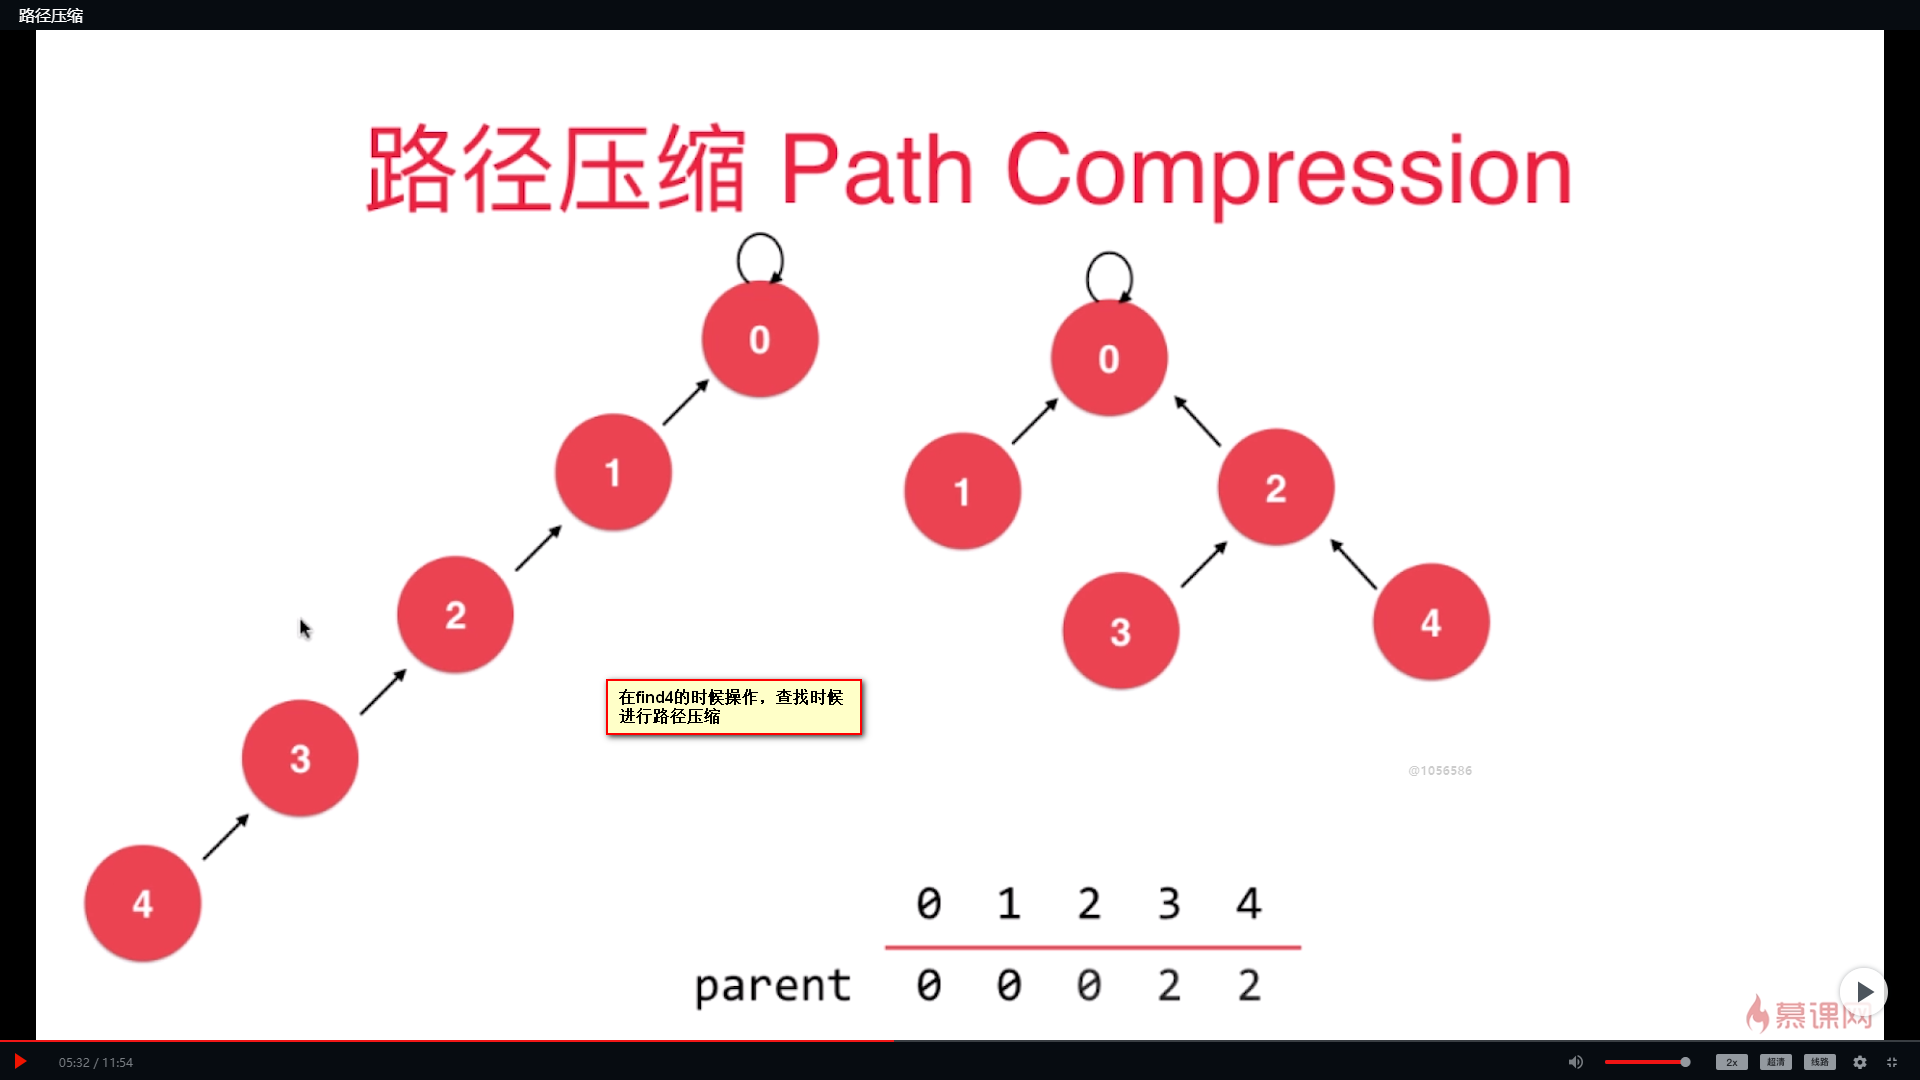 路径压缩
路径压缩 Path Compression
0
0
1
1
2
2
3
4
3
4
在find4的时候操作，查找时候
进行路径压缩
@1056586
0 1 2 3 4
parent 0 0 0 2 2
慕课网
05:32 / 11:54
2x
超清
线路